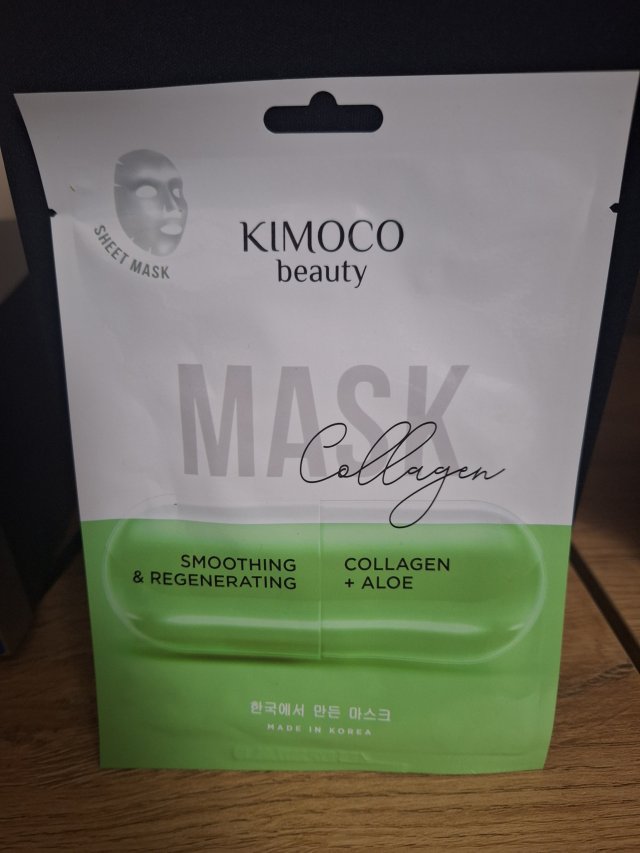 SHEET MASK
KIMOCO
beauty
MASK
Collagen
SMOOTHING
& REGENERATING
COLLAGEN
+ ALOE
한국에서 만든 마스크
MADE IN KOREA